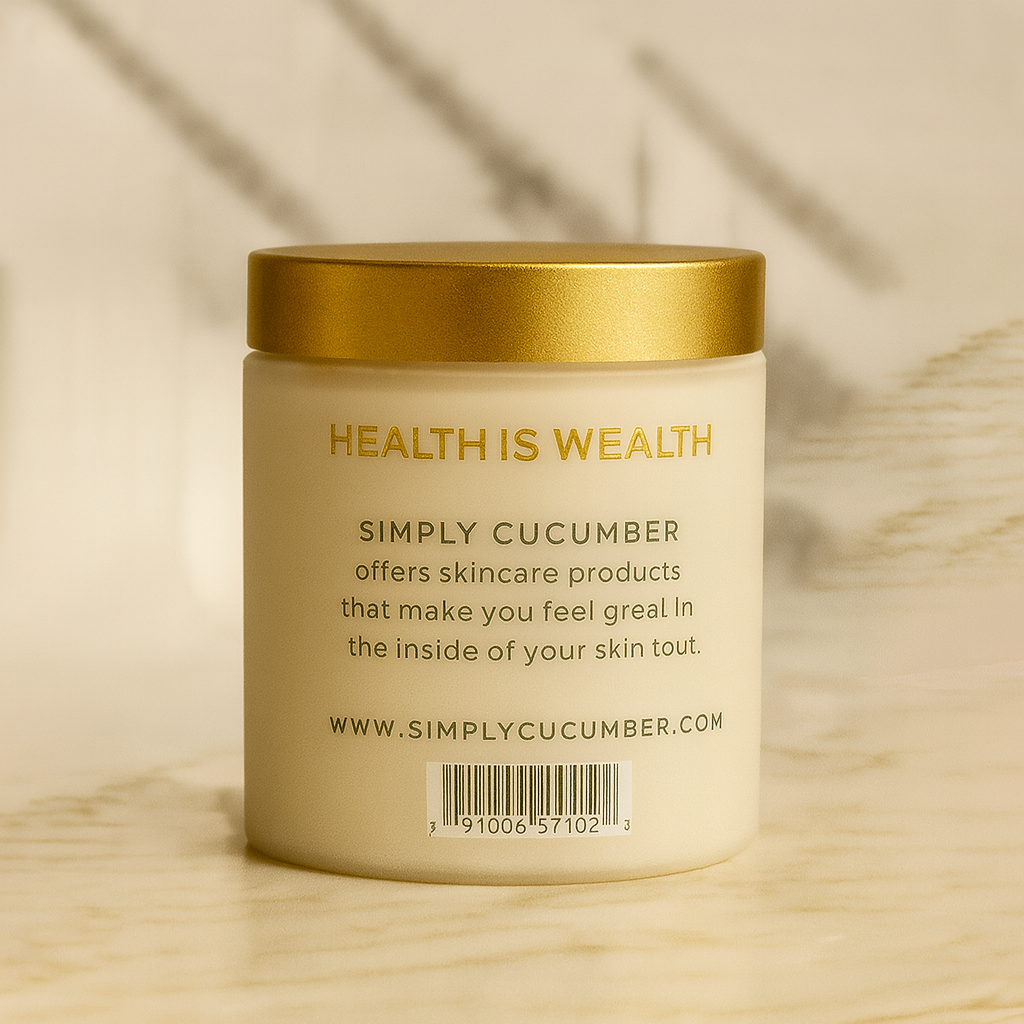 HEALTH IS WEALTH
SIMPLY CUCUMBER
offers skincare products
that make you feel greal In
the inside of your skin tout.
WWW.SIMPLYCUCUMBER.COM
3 91006 57102 3